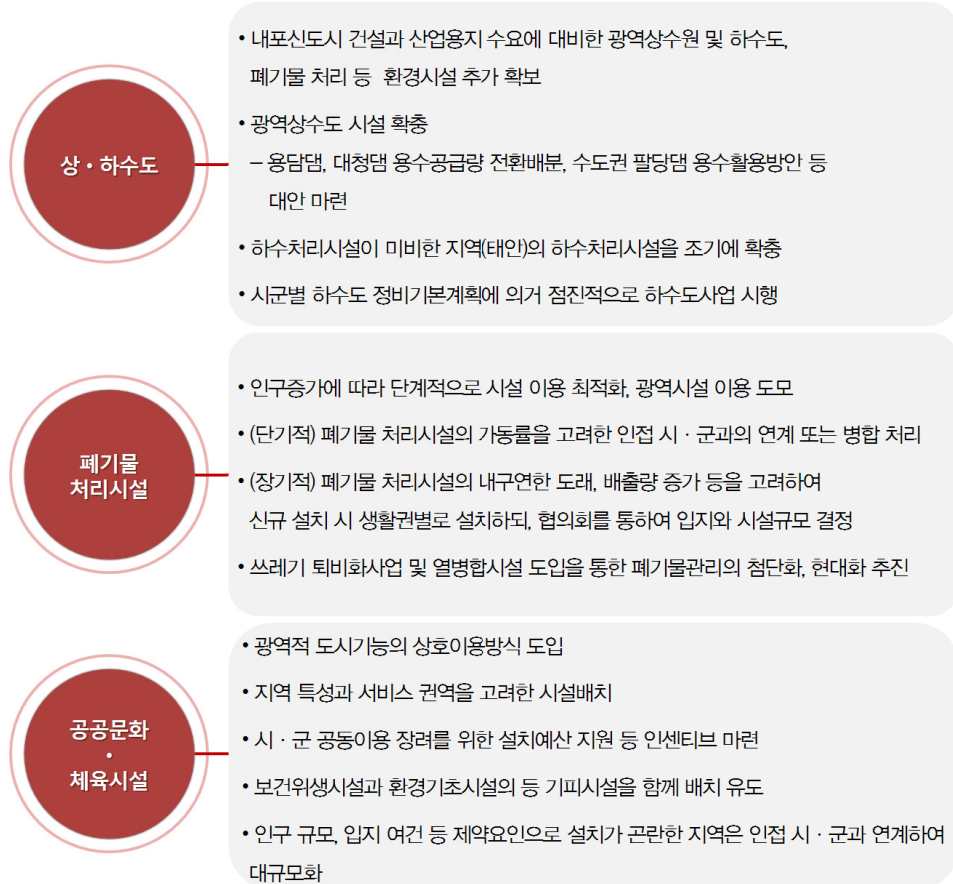 상·하수도
• 내포신도시 건설과 산업용지 수요에 대비한 광역상수원 및 하수도,
폐기물 처리 등 환경시설 추가 확보
• 광역상수도 시설 확충
– 용담댐, 대청댐 용수공급량 전환배분, 수도권 팔당댐 용수활용방안 등
대안 마련
• 하수처리시설이 미비한 지역(태안)의 하수처리시설을 조기에 확충
• 시군별 하수도 정비기본계획에 의거 점진적으로 하수도사업 시행
폐기물
처리시설
• 인구증가에 따라 단계적으로 시설 이용 최적화, 광역시설 이용 도모
• (단기적) 폐기물 처리시설의 가동률을 고려한 인접 시·군과의 연계 또는 병합 처리
• (장기적) 폐기물 처리시설의 내구연한 도래, 배출량 증가 등을 고려하여
신규 설치 시 생활권별로 설치하되, 협의회를 통하여 입지와 시설규모 결정
• 쓰레기 퇴비화사업 및 열병합시설 도입을 통한 폐기물관리의 첨단화, 현대화 추진
공공문화
·
체육시설
• 광역적 도시기능의 상호이용방식 도입
• 지역 특성과 서비스 권역을 고려한 시설배치
• 시·군 공동이용 장려를 위한 설치예산 지원 등 인센티브 마련
• 보건위생시설과 환경기초시설의 등 기피시설을 함께 배치 유도
• 인구 규모, 입지 여건 등 제약요인으로 설치가 곤란한 지역은 인접 시·군과 연계하여
대규모화